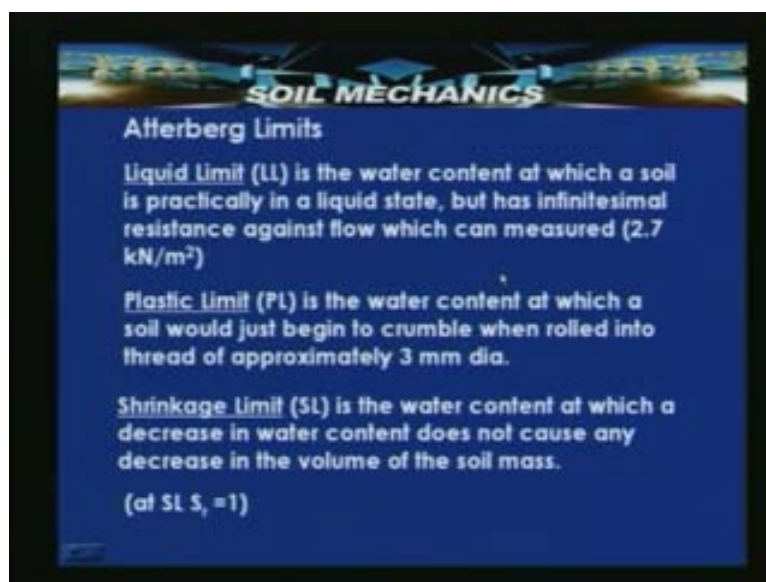 SOIL MECHANICS
Atterberg Limits
Liquid Limit (LL) is the water content at which a soil
is practically in a liquid state, but has infinitesimal
resistance against flow which can measured (2.7
kN/m²)
Plastic Limit (PL) is the water content at which a
soil would just begin to crumble when rolled into
thread of approximately 3 mm dia.
Shrinkage Limit (SL) is the water content at which a
decrease in water content does not cause any
decrease in the volume of the soil mass.
(at SL Sᵣ =1)